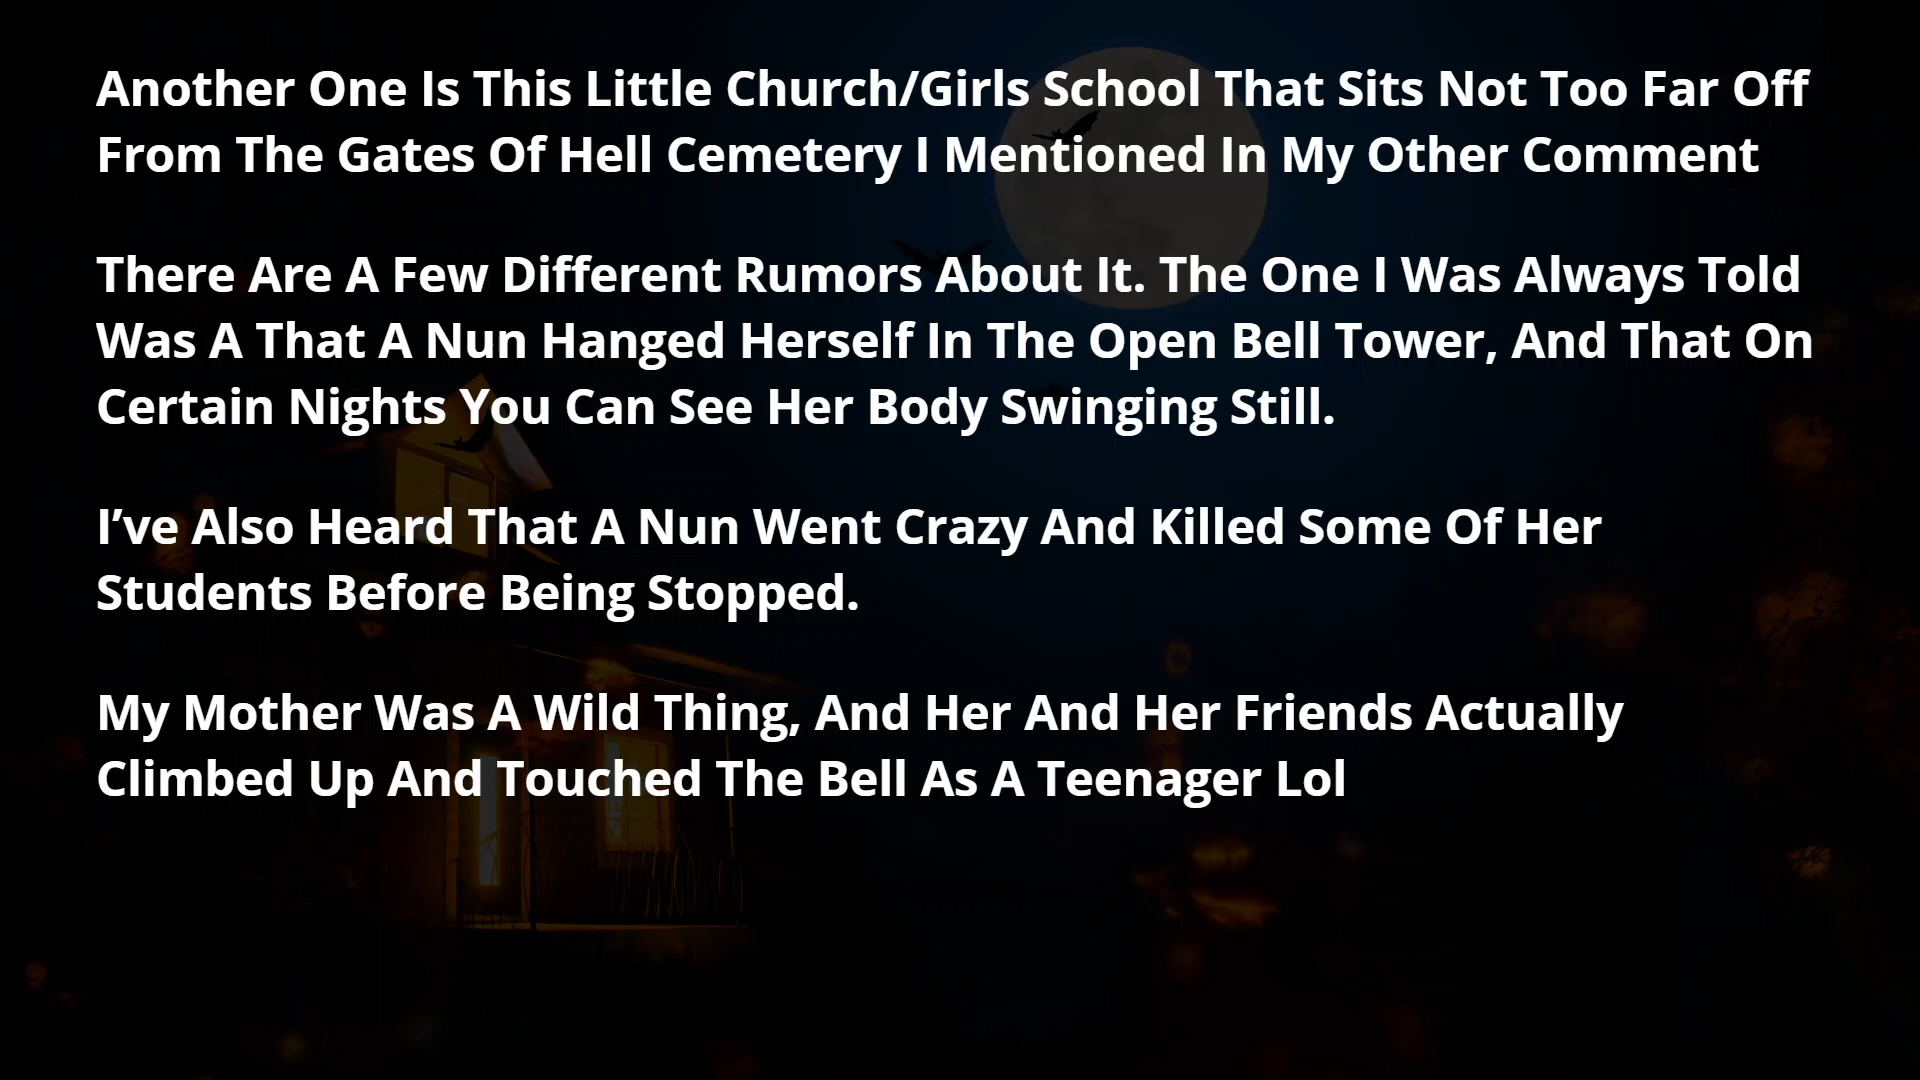 Another One Is This Little Church/Girls School That Sits Not Too Far Off
From The Gates Of Hell Cemetery I Mentioned In My Other Comment
There Are A Few Different Rumors About It. The One I Was Always Told
Was A That A Nun Hanged Herself In The Open Bell Tower, And That On
Certain Nights You Can See Her Body Swinging Still.
I’ve Also Heard That A Nun Went Crazy And Killed Some Of Her
Students Before Being Stopped.
My Mother Was A Wild Thing, And Her And Her Friends Actually
Climbed Up And Touched The Bell As A Teenager Lol